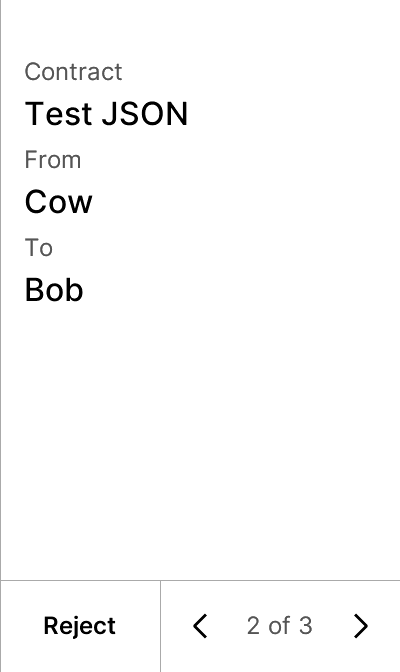 Contract
Test JSON
From
Cow
To
Bob
Reject
2 of 3